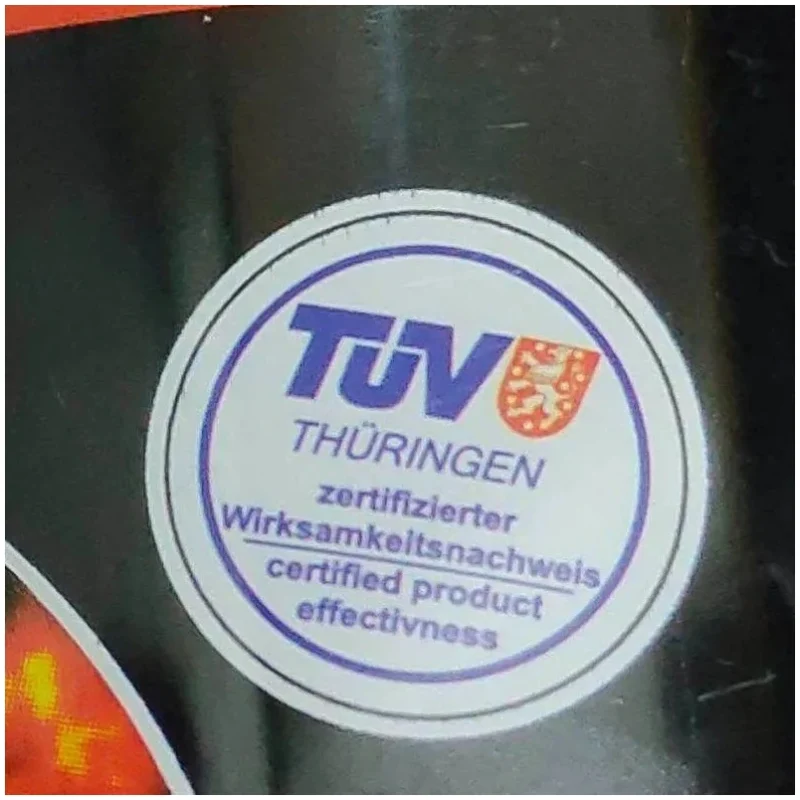 TÜV
THÜRINGEN
zertifizierter
Wirksamkeitsnachweis
certified product
effectivness